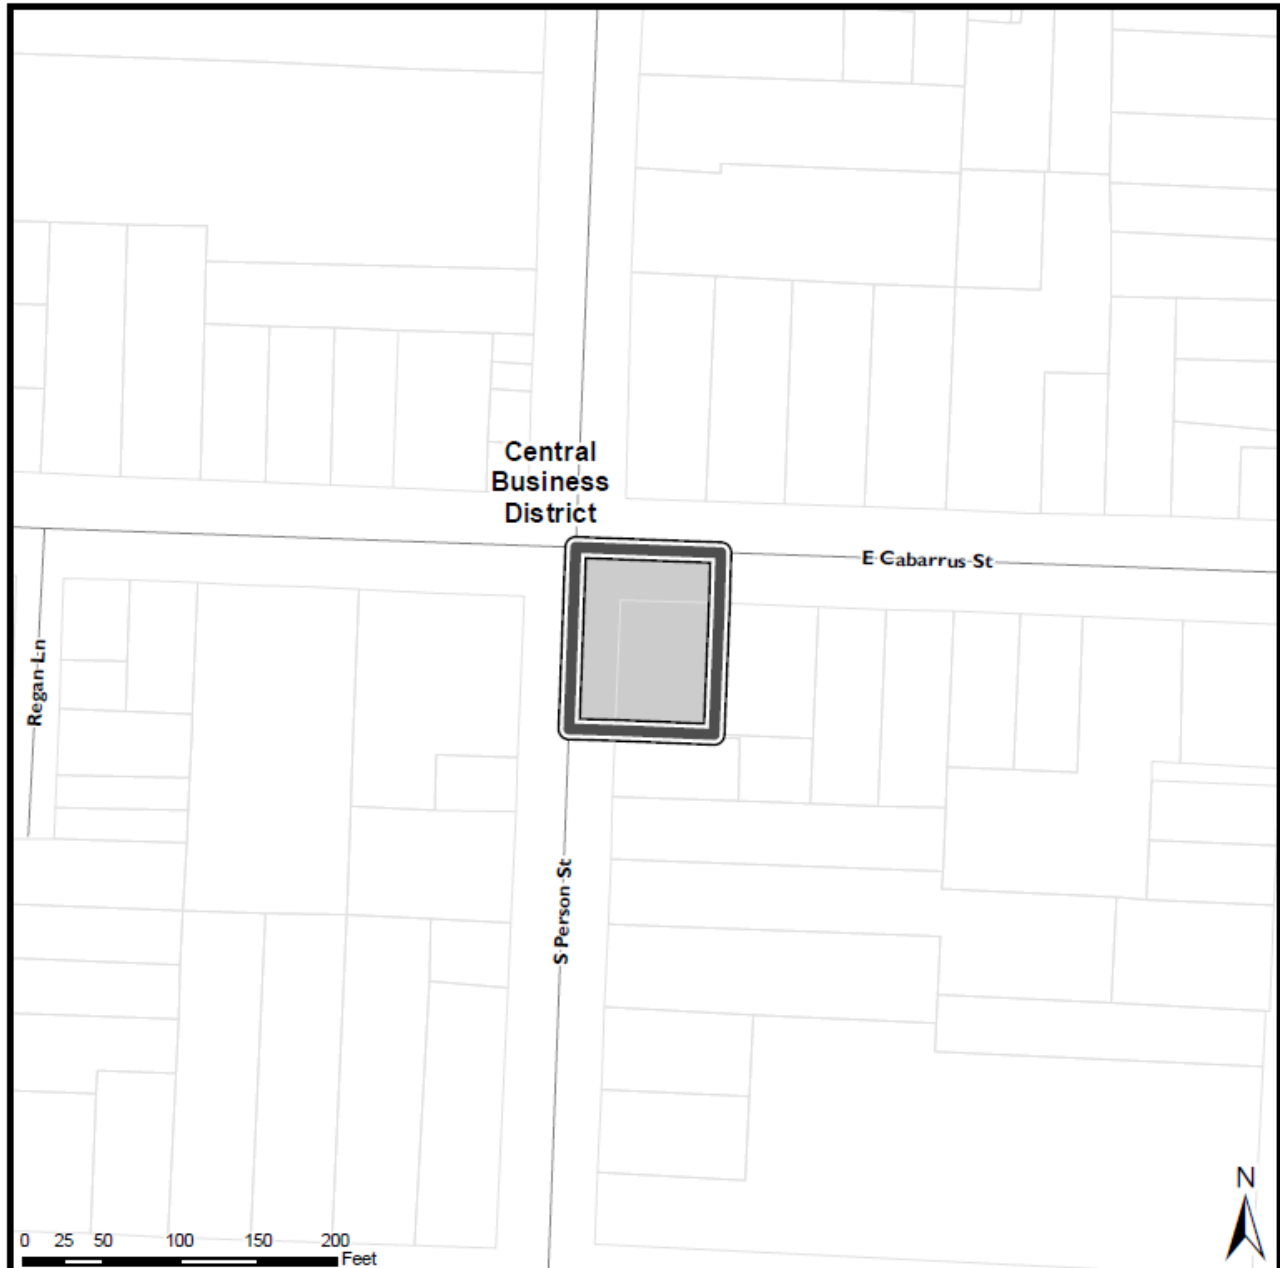 Central
Business
District
E Cabarrus St
Regan Ln
S Person St
N
0 25 50 100 150 200
Feet